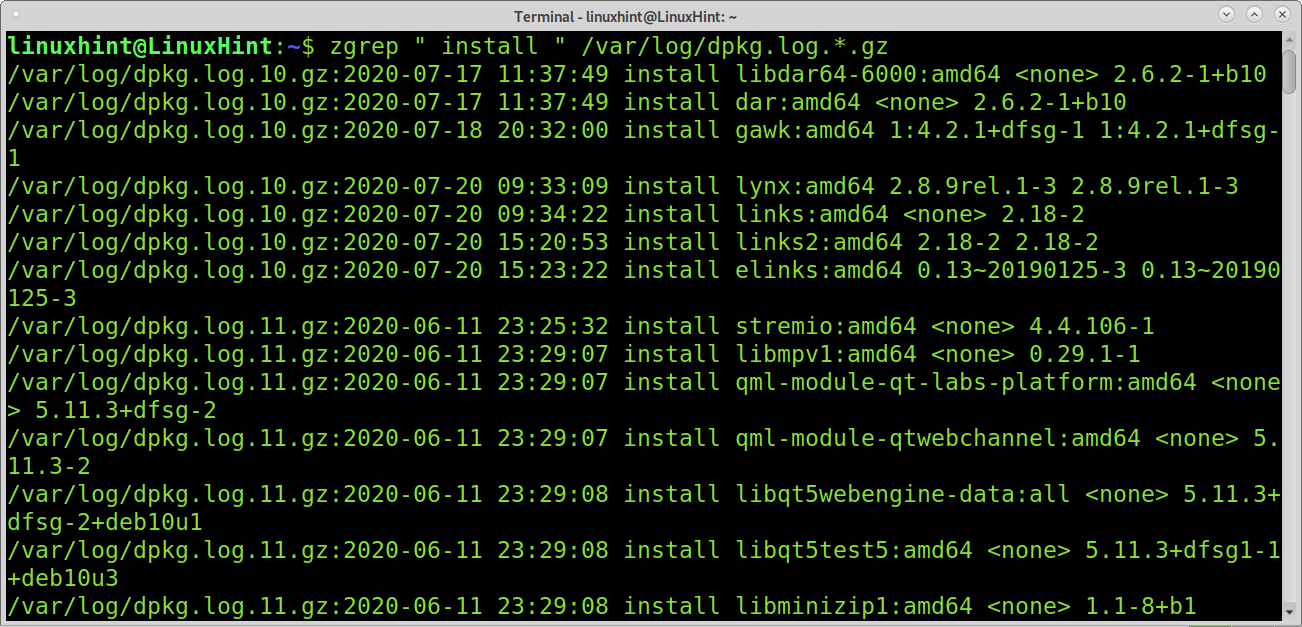 Terminal - linuxhint@LinuxHint: ~
linuxhint@LinuxHint:~$ zgrep " install " /var/log/dpkg.log.*.gz
/var/log/dpkg.log.10.gz:2020-07-17 11:37:49 install libdar64-6000:amd64 <none> 2.6.2-1+b10
/var/log/dpkg.log.10.gz:2020-07-17 11:37:49 install dar:amd64 <none> 2.6.2-1+b10
/var/log/dpkg.log.10.gz:2020-07-18 20:32:00 install gawk:amd64 1:4.2.1+dfsg-1 1:4.2.1+dfsg-
1
/var/log/dpkg.log.10.gz:2020-07-20 09:33:09 install lynx:amd64 2.8.9rel.1-3 2.8.9rel.1-3
/var/log/dpkg.log.10.gz:2020-07-20 09:34:22 install links:amd64 <none> 2.18-2
/var/log/dpkg.log.10.gz:2020-07-20 15:20:53 install links2:amd64 2.18-2 2.18-2
/var/log/dpkg.log.10.gz:2020-07-20 15:23:22 install elinks:amd64 0.13~20190125-3 0.13~20190
125-3
/var/log/dpkg.log.11.gz:2020-06-11 23:25:32 install stremio:amd64 <none> 4.4.106-1
/var/log/dpkg.log.11.gz:2020-06-11 23:29:07 install libmpv1:amd64 <none> 0.29.1-1
/var/log/dpkg.log.11.gz:2020-06-11 23:29:07 install qml-module-qt-labs-platform:amd64 <none
> 5.11.3+dfsg-2
/var/log/dpkg.log.11.gz:2020-06-11 23:29:07 install qml-module-qtwebchannel:amd64 <none> 5.
11.3-2
/var/log/dpkg.log.11.gz:2020-06-11 23:29:08 install libqt5webengine-data:all <none> 5.11.3+
dfsg-2+deb10u1
/var/log/dpkg.log.11.gz:2020-06-11 23:29:08 install libqt5test5:amd64 <none> 5.11.3+dfsg1-1
+deb10u3
/var/log/dpkg.log.11.gz:2020-06-11 23:29:08 install libminizip1:amd64 <none> 1.1-8+b1